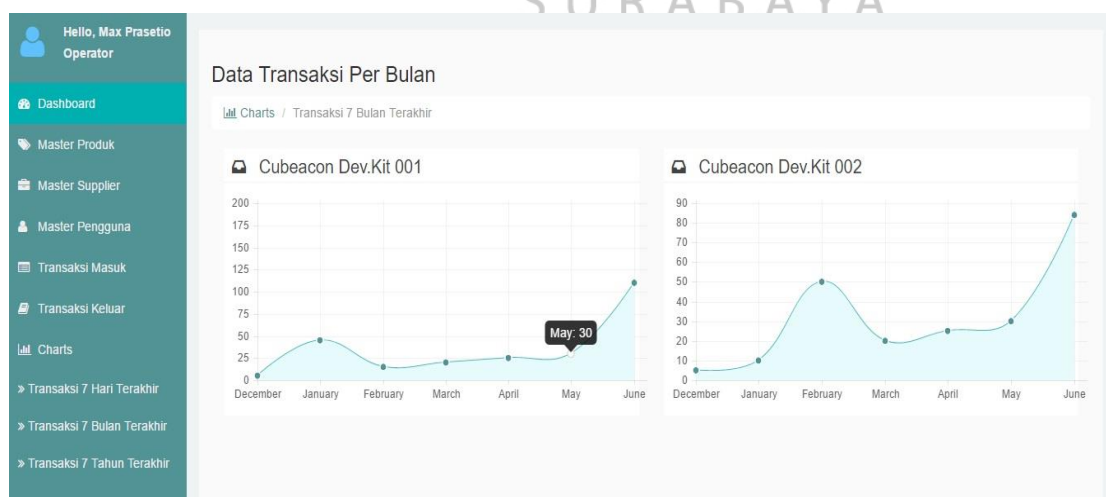 SURABAYA
Hello, Max Prasetio
Operator
Dashboard
Master Produk
Master Supplier
Master Pengguna
Transaksi Masuk
Transaksi Keluar
Charts
» Transaksi 7 Hari Terakhir
» Transaksi 7 Bulan Terakhir
» Transaksi 7 Tahun Terakhir
Data Transaksi Per Bulan
Charts / Transaksi 7 Bulan Terakhir
Cubeacon Dev.Kit 001
200
175
150
125
100
75
50
25
0
May: 30
December January February March April May June
Cubeacon Dev.Kit 002
90
80
70
60
50
40
30
20
10
0
December January February March April May June